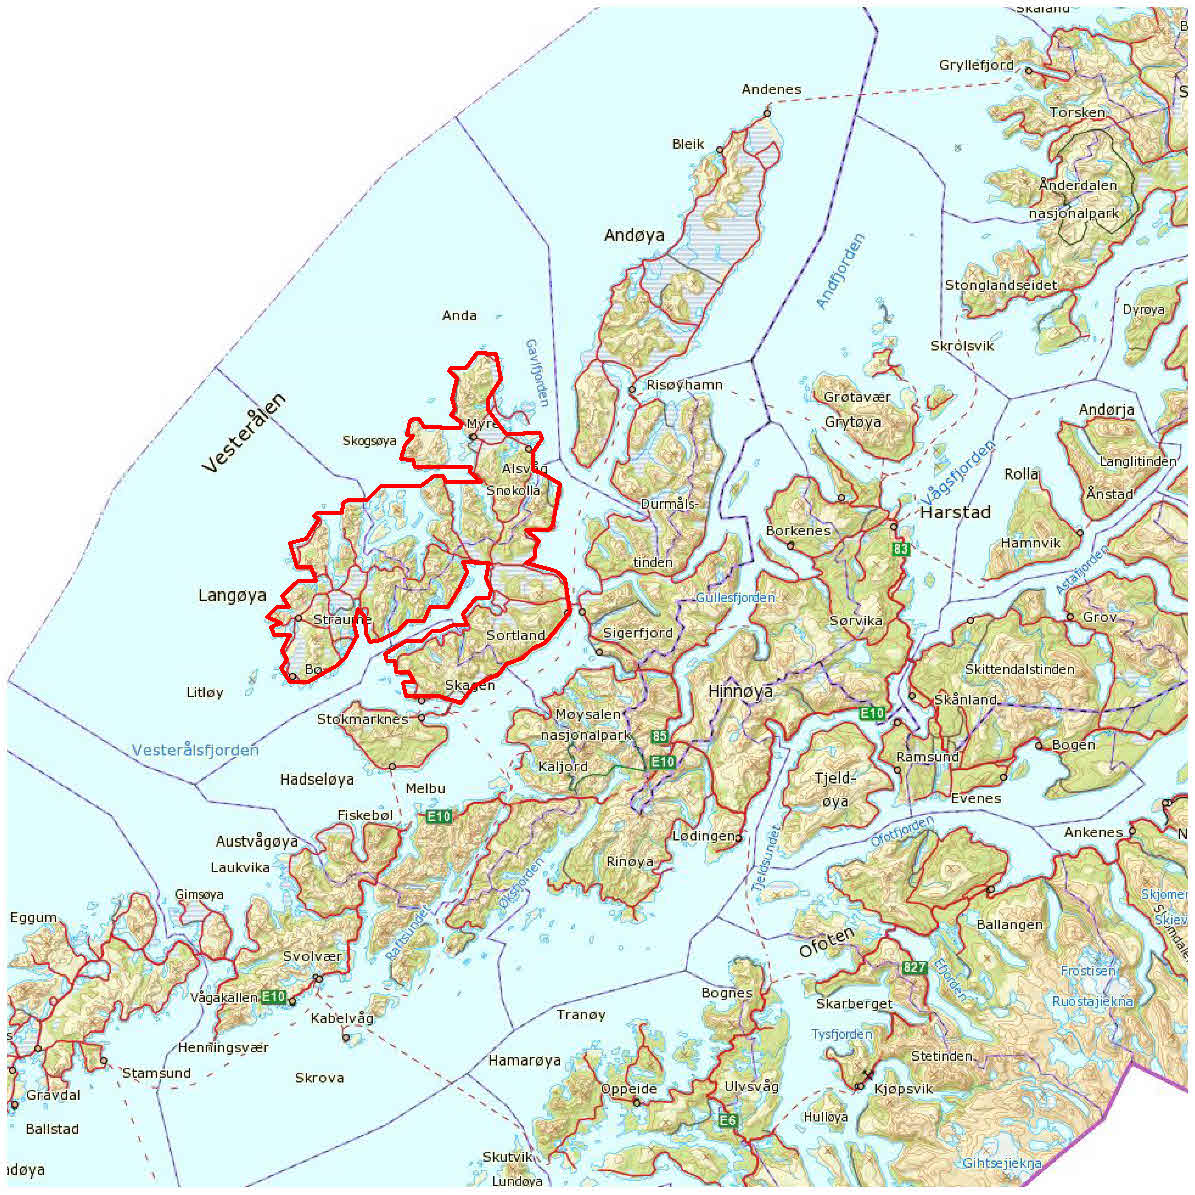 Skaland
Gryllefjord
Andenes
Torsken
Bleik
Ånderdalen
nasjonalpark
Andøya
Andfjorden
Stonglandseidet
Dyrøya
Anda
Gavlfjorden
Skrolsvik
Risøyhamn
Vesterålen
Grøtavær
Grytøya
Andørja
Skogsøya
Myre
Langlitinden
Alsvåg
Vågsfjorden
Rolla
Snøkolla
Ånstad
Durmåls-
Harstad
Borkenes
Hamnvik
83
tinden
Astafjorden
Langøya
Gullesfjorden
Straume
Sørvika
Grov
Sortland
Sigerfjord
Bø
Skittendalstinden
Skagen
Litløy
Hinnøya
Skånland
Stokmarknes
Møysalen
E10
nasjonalpark
85
Vesterålsfjorden
Bogen
Ramsund
E10
Kaljord
Hadseløya
Tjeld-
øya
Melbu
Evenes
Fiskebøl
E10
Ofotfjorden
Ankenes
N
Austvågøya
Lødingen
Laukvika
Rinøya
Tjeldsundet
Øksfjorden
Gimsøya
Eggum
Raftsundet
Ballangen
Ofoten
Svolvær
827
Efjorden
Frostisen
Bognes
Vågakallen
E10
Skarberget
Ruostajiekna
Kabelvåg
Tranøy
Tysfjorden
Henningsvær
Stetinden
Hamarøya
Stamsund
Skrova
Oppeide
Ulvsvåg
Kjøpsvik
Gravdal
Hulløya
Ballstad
E6
Skutvik
Gihtsejiekna
Lundøya